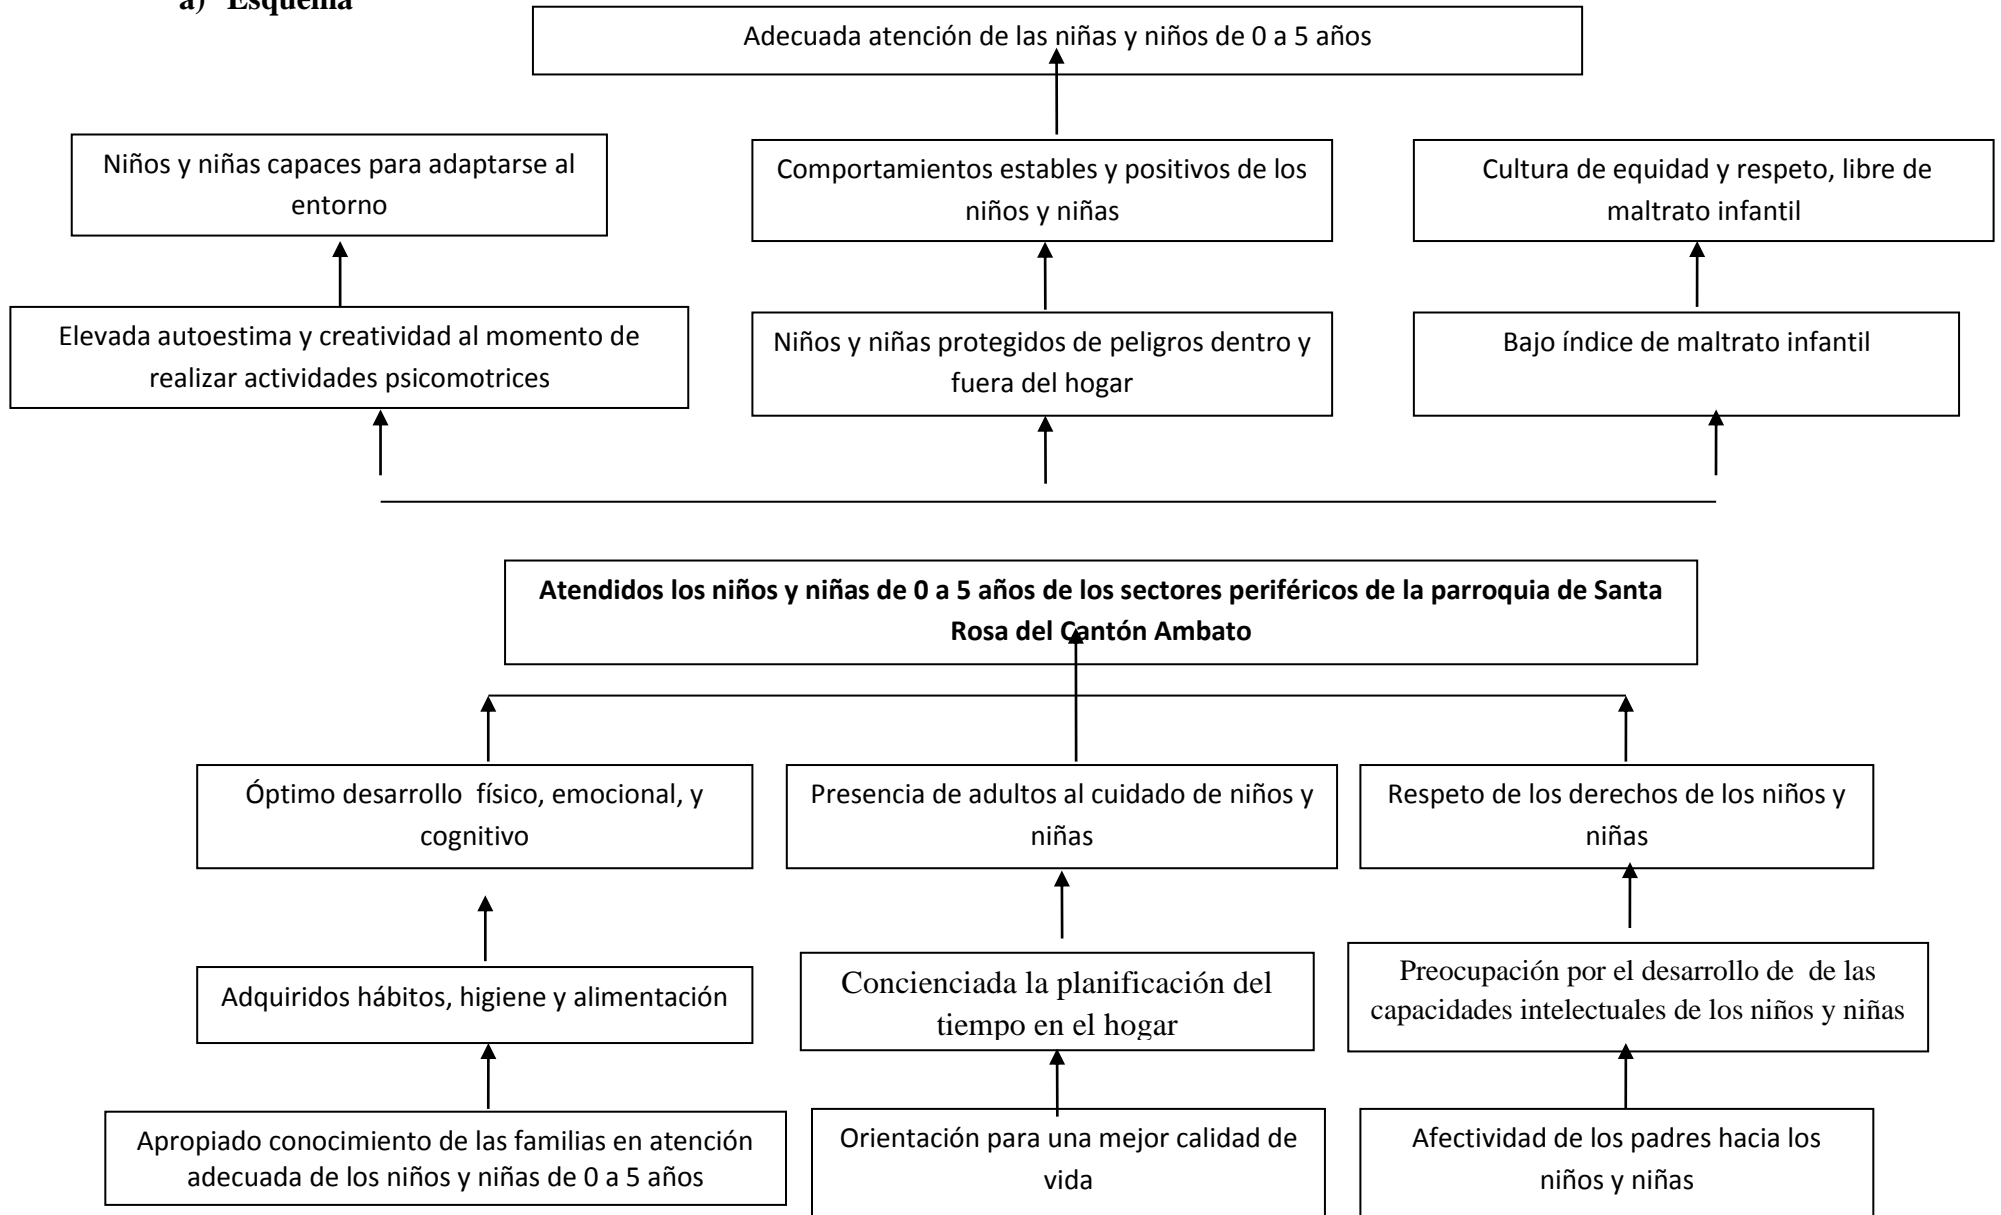 a) Esquema
Adecuada atención de las niñas y niños de 0 a 5 años
Niños y niñas capaces para adaptarse al
entorno
Comportamientos estables y positivos de los
niños y niñas
Cultura de equidad y respeto, libre de
maltrato infantil
Elevada autoestima y creatividad al momento de
realizar actividades psicomotrices
Niños y niñas protegidos de peligros dentro y
fuera del hogar
Bajo índice de maltrato infantil
Atendidos los niños y niñas de 0 a 5 años de los sectores periféricos de la parroquia de Santa
Rosa del Cantón Ambato
Óptimo desarrollo físico, emocional, y
cognitivo
Presencia de adultos al cuidado de niños y
niñas
Respeto de los derechos de los niños y
niñas
Adquiridos hábitos, higiene y alimentación
Concienciada la planificación del
tiempo en el hogar
Preocupación por el desarrollo de de las
capacidades intelectuales de los niños y niñas
Apropiado conocimiento de las familias en atención
adecuada de los niños y niñas de 0 a 5 años
Orientación para una mejor calidad de
vida
Afectividad de los padres hacia los
niños y niñas